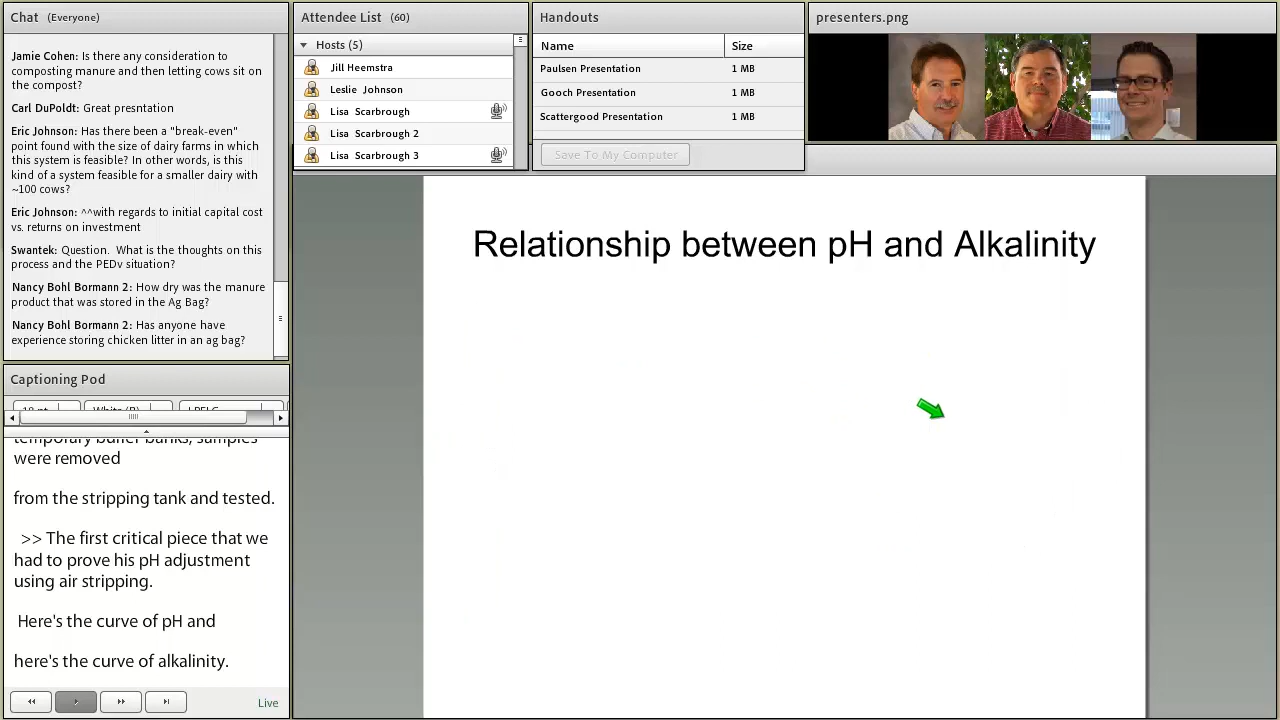 Chat (Everyone)
Jamie Cohen: Is there any consideration to
composting manure and then letting cows sit on
the compost?
Carl DuPoldt: Great presntation
Eric Johnson: Has there been a "break-even"
point found with the size of dairy farms in which
this system is feasible? In other words, is this
kind of a system feasible for a smaller dairy with
~100 cows?
Eric Johnson: ^^with regards to initial capital cost
vs. returns on investment
Swantek: Question. What is the thoughts on this
process and the PEDv situation?
Nancy Bohl Bormann 2: How dry was the manure
product that was stored in the Ag Bag?
Nancy Bohl Bormann 2: Has anyone have
experience storing chicken litter in an ag bag?
Attendee List (60)
Hosts (5)
Jill Heemstra
Leslie Johnson
Lisa Scarbrough
Lisa Scarbrough 2
Lisa Scarbrough 3
Handouts
Name Size
Paulsen Presentation 1 MB
Gooch Presentation 1 MB
Scattergood Presentation 1 MB
Save To My Computer
presenters.png
Relationship between pH and Alkalinity
Captioning Pod
temporary buffer banks, samples
were removed
from the stripping tank and tested.
>> The first critical piece that we
had to prove his pH adjustment
using air stripping.
Here's the curve of pH and
here's the curve of alkalinity.
Live